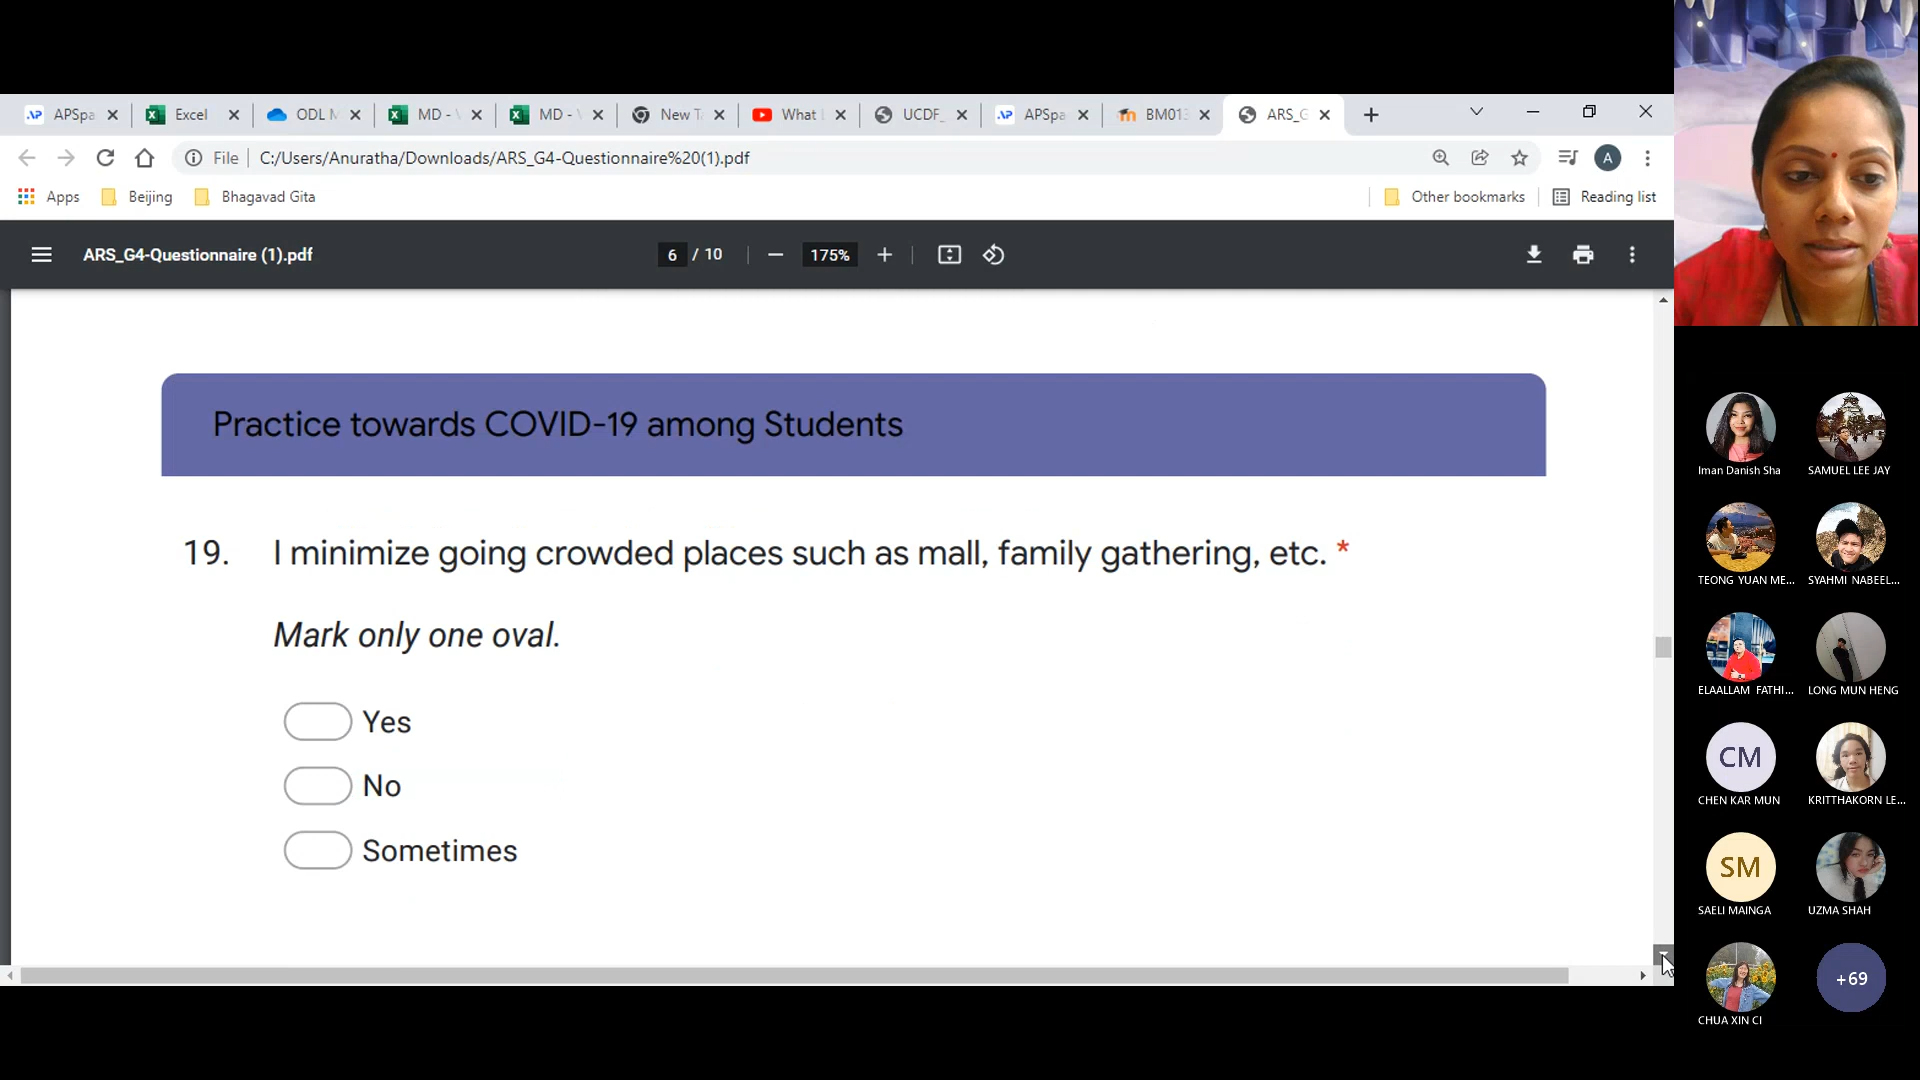 APSpa
Excel
ODL M
MD - V
MD - V
New Ta
What
UCDF_
APSpa
BM013
ARS_G
File
C:/Users/Anuratha/Downloads/ARS_G4-Questionnaire%20(1).pdf
A
Apps
Beijing
Bhagavad Gita
Other bookmarks
Reading list
ARS_G4-Questionnaire (1).pdf
6 / 10
175%
Practice towards COVID-19 among Students
19. I minimize going crowded places such as mall, family gathering, etc. *
Mark only one oval.
Yes
No
Sometimes
Iman Danish Sha
SAMUEL LEE JAY
TEONG YUAN ME...
SYAHMI NABEEL...
ELAALLAM FATHI...
LONG MUN HENG
CM
CHEN KAR MUN
KRITTHAKORN LE...
SM
SAELI MAINGA
UZMA SHAH
CHUA XIN CI
+69